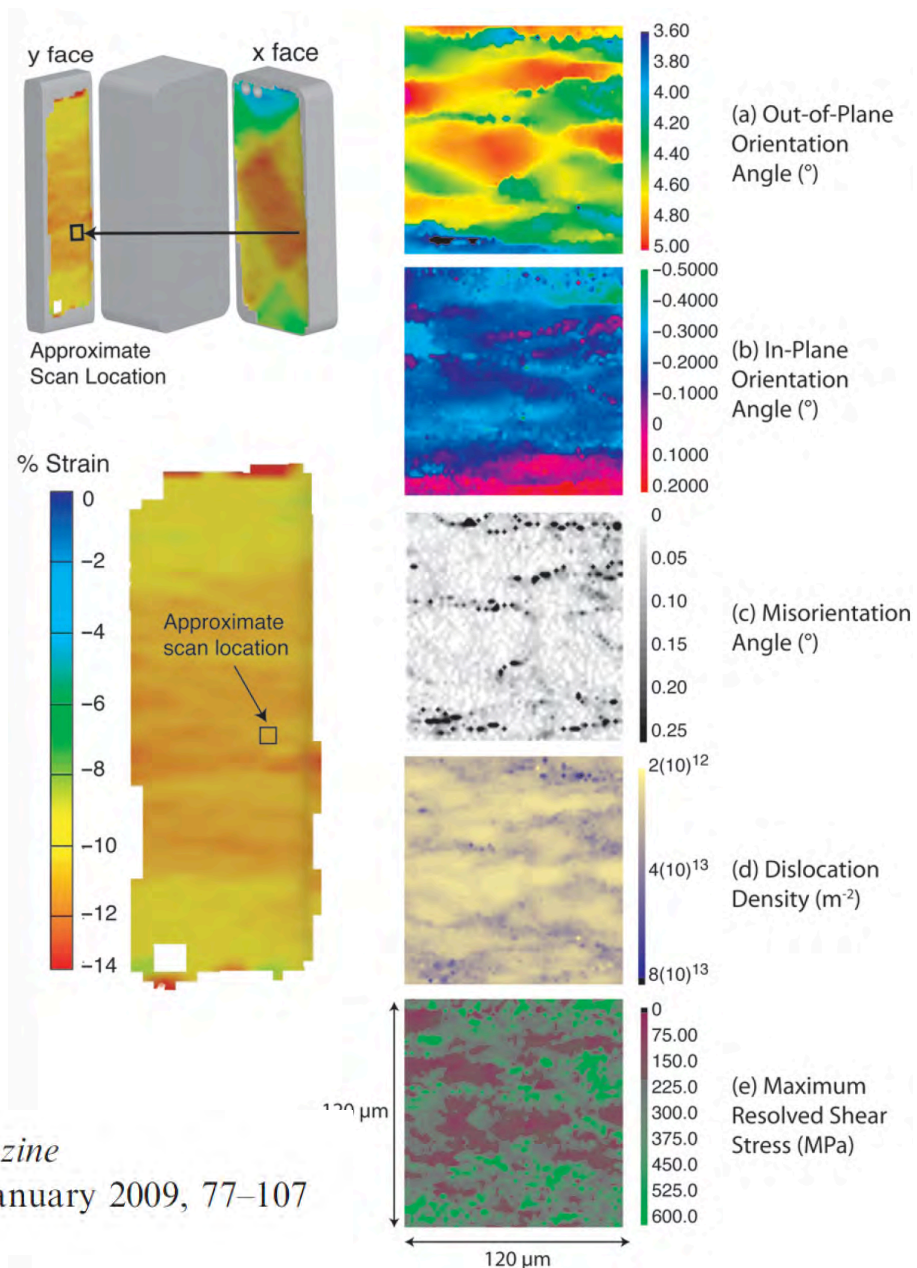 y face
x face
Approximate
Scan Location
% Strain
0
−2
−4
−6
−8
−10
−12
−14
Approximate
scan location
3.60
3.80
4.00
4.20
4.40
4.60
4.80
5.00
(a) Out-of-Plane
Orientation
Angle (°)
−0.5000
−0.4000
−0.3000
−0.2000
−0.1000
0
0.1000
0.2000
(b) In-Plane
Orientation
Angle (°)
0
0.05
0.10
0.15
0.20
0.25
(c) Misorientation
Angle (°)
2(10)¹²
4(10)¹³
8(10)¹³
(d) Dislocation
Density (m⁻²)
0
75.00
150.0
225.0
300.0
375.0
450.0
525.0
600.0
(e) Maximum
Resolved Shear
Stress (MPa)
µm
120 µm
zine
anuary 2009, 77–107